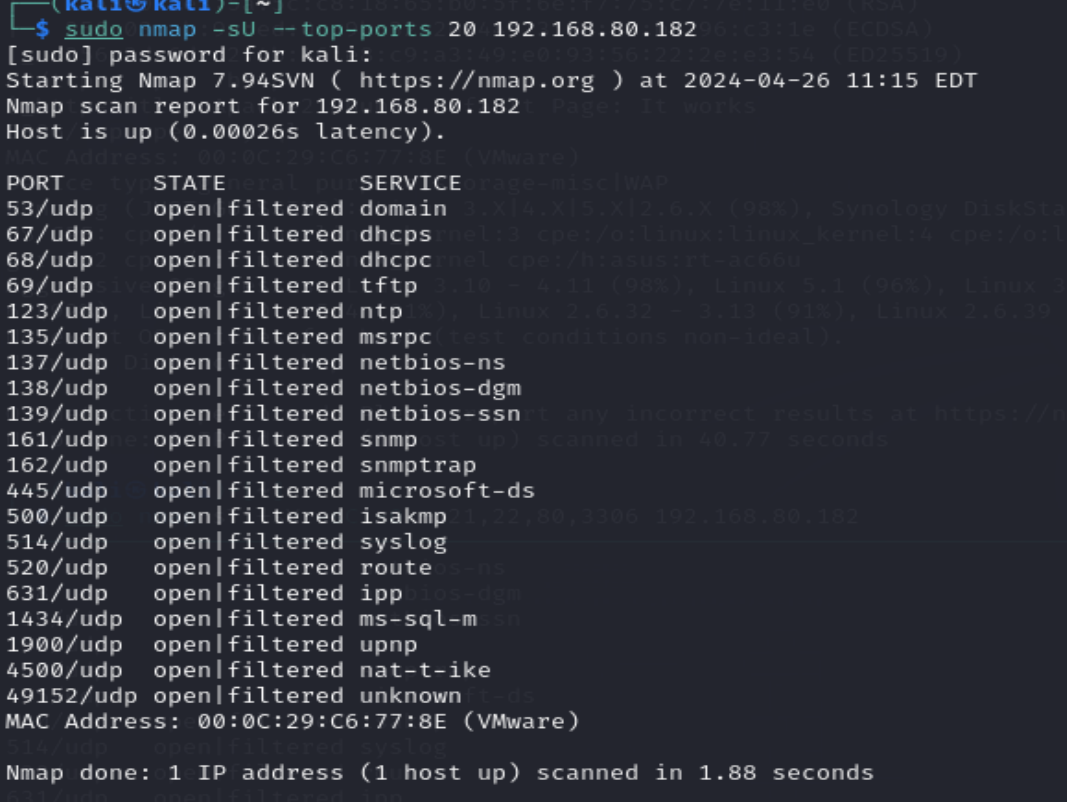 (kali㉿kali)-[~]
$ sudo nmap -sU --top-ports 20 192.168.80.182
[sudo] password for kali:
Starting Nmap 7.94SVN ( https://nmap.org ) at 2024-04-26 11:15 EDT
Nmap scan report for 192.168.80.182
Host is up (0.00026s latency).
PORT STATE SERVICE
53/udp open|filtered domain
67/udp open|filtered dhcps
68/udp open|filtered dhcpc
69/udp open|filtered tftp
123/udp open|filtered ntp
135/udp open|filtered msrpc
137/udp open|filtered netbios-ns
138/udp open|filtered netbios-dgm
139/udp open|filtered netbios-ssn
161/udp open|filtered snmp
162/udp open|filtered snmptrap
445/udp open|filtered microsoft-ds
500/udp open|filtered isakmp
514/udp open|filtered syslog
520/udp open|filtered route
631/udp open|filtered ipp
1434/udp open|filtered ms-sql-m
1900/udp open|filtered upnp
4500/udp open|filtered nat-t-ike
49152/udp open|filtered unknown
MAC Address: 00:0C:29:C6:77:8E (VMware)
Nmap done: 1 IP address (1 host up) scanned in 1.88 seconds